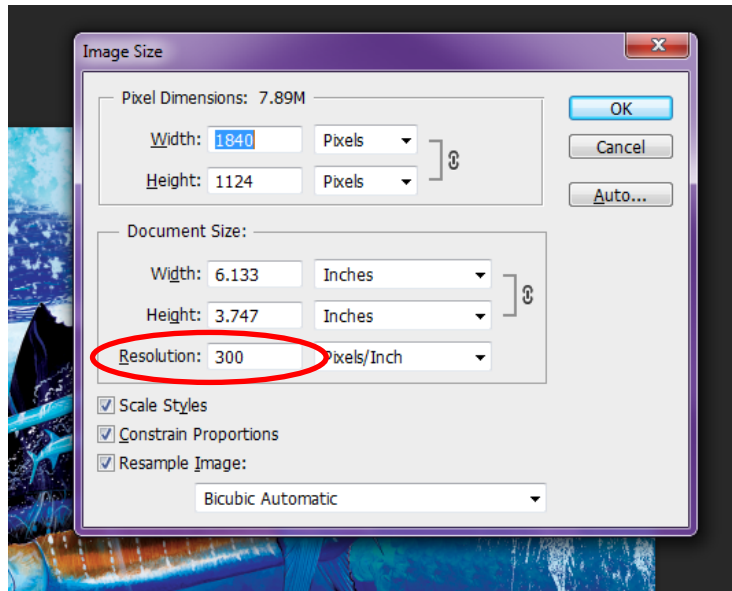 Image Size
Pixel Dimensions: 7.89M
OK
Width: 1840 Pixels
Cancel
Height: 1124 Pixels
Auto...
Document Size:
Width: 6.133 Inches
Height: 3.747 Inches
Resolution: 300 Pixels/Inch
Scale Styles
Constrain Proportions
Resample Image:
Bicubic Automatic